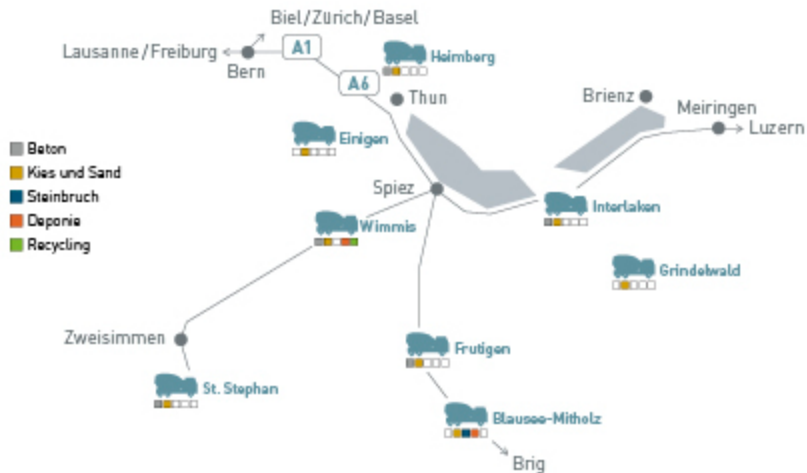 Biel/Zürich/Basel
Lausanne/Freiburg
A1
Bern
Heimberg
A6
Thun
Brienz
Meiringen
Luzern
Einigen
Beton
Kies und Sand
Steinbruch
Deponie
Recycling
Spiez
Interlaken
Wimmis
Grindelwald
Zweisimmen
Frutigen
St. Stephan
Blausee-Mitholz
Brig